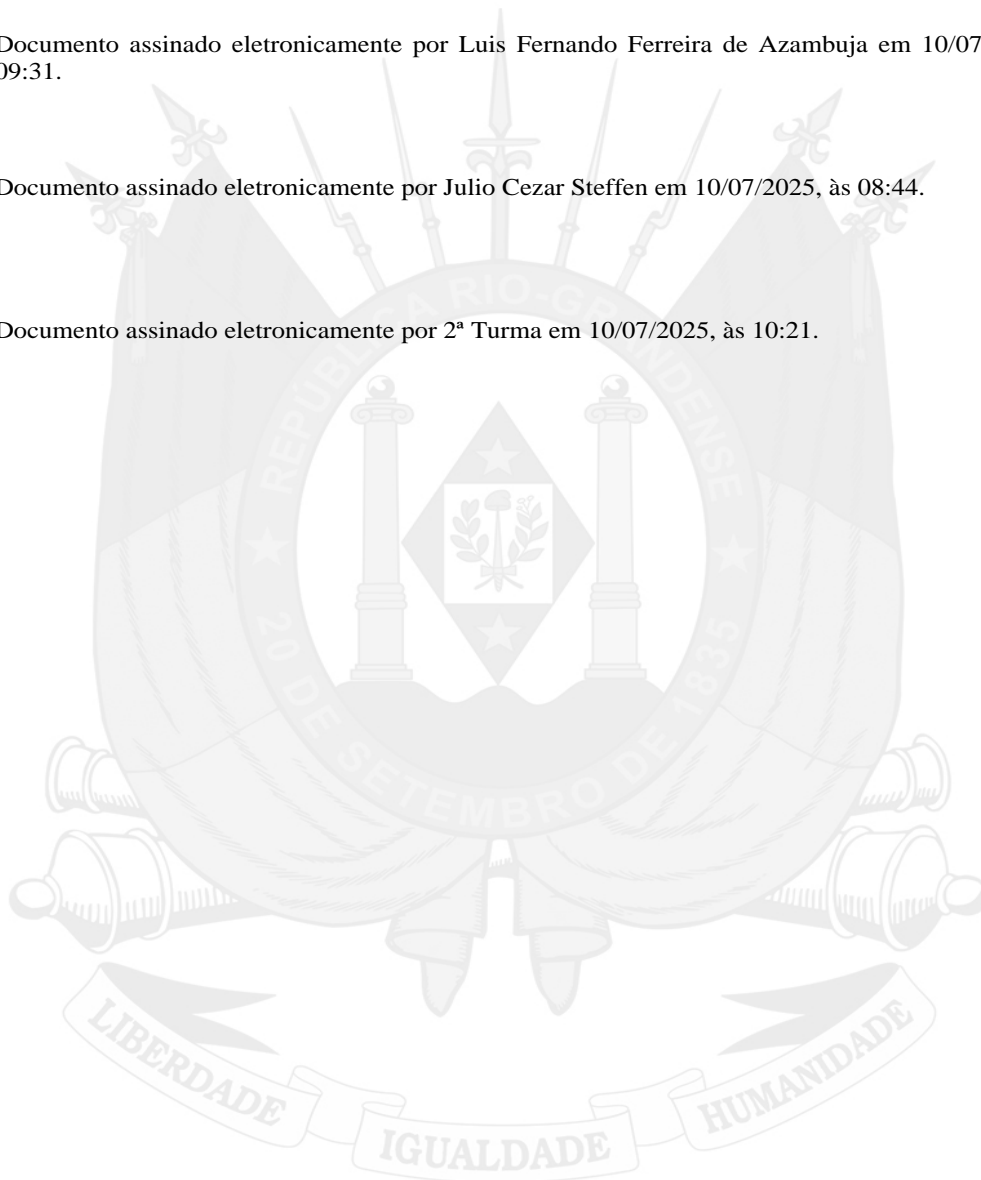 Documento assinado eletronicamente por Luis Fernando Ferreira de Azambuja em 10/07
09:31.
Documento assinado eletronicamente por Julio Cezar Steffen em 10/07/2025, às 08:44.
Documento assinado eletronicamente por 2ª Turma em 10/07/2025, às 10:21.
REPÚBLICA RIO-GRANDENSE
20 DE SETEMBRO DE 1835
LIBERDADE
IGUALDADE
HUMANIDADE